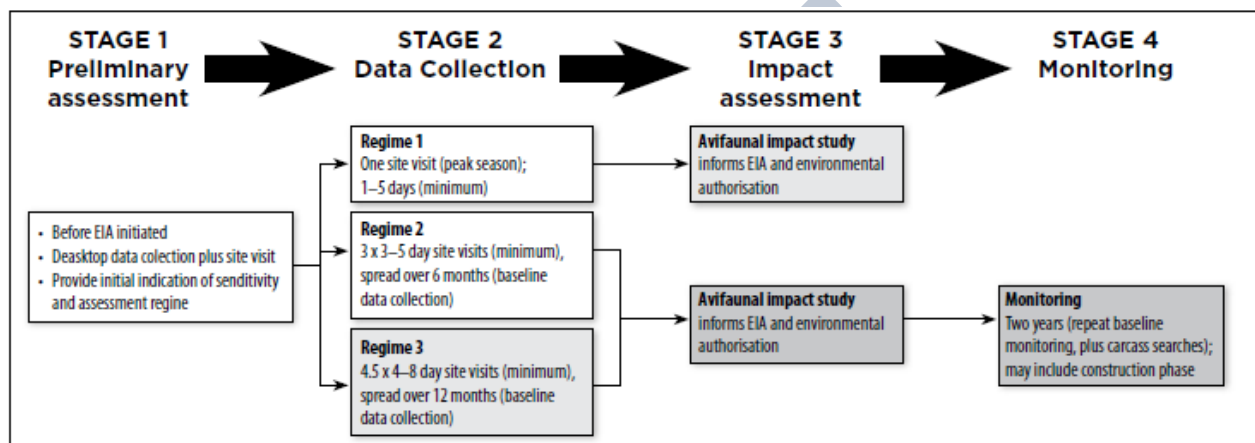 STAGE 1
Preliminary
assessment
STAGE 2
Data Collection
STAGE 3
Impact
assessment
STAGE 4
Monitoring
• Before EIA initiated
• Deasktop data colection plus site visit
• Provide initial indication of senditivity
and assessment regine
Regime 1
One site visit (peak season);
1–5 days (minimum)
Regime 2
3 x 3–5 day site visits (minimum),
spread over 6 months (baseline
data collection)
Regime 3
4.5 x 4–8 day site visits (minimum),
spread over 12 months (baseline
data collection)
Avifaunal impact study
informs EIA and environmental
authorisation
Avifaunal impact study
informs EIA and environmental
authorisation
Monitoring
Two years (repeat baseline
monitoring, plus carcass searches);
may include construction phase